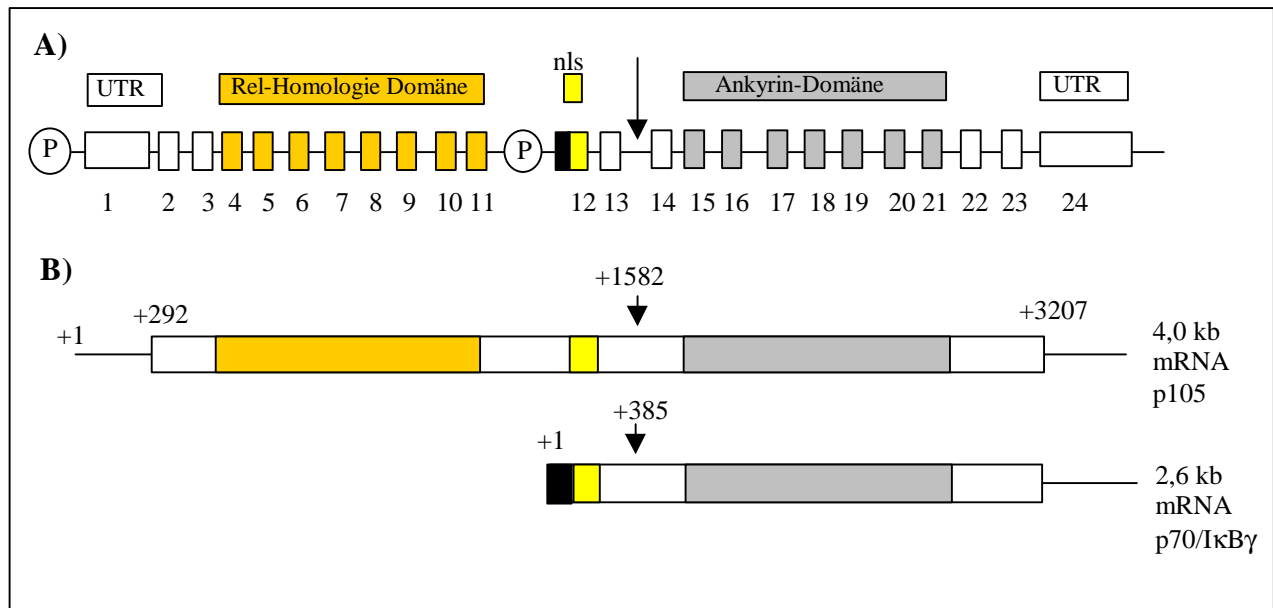 A)
nls
UTR Rel-Homologie Domäne Ankyrin-Domäne UTR
P P
1 2 3 4 5 6 7 8 9 10 11 12 13 14 15 16 17 18 19 20 21 22 23 24
B)
+1582
+292 +3207
+1
4,0 kb
mRNA
p105
+385
+1
2,6 kb
mRNA
p70/IκBγ